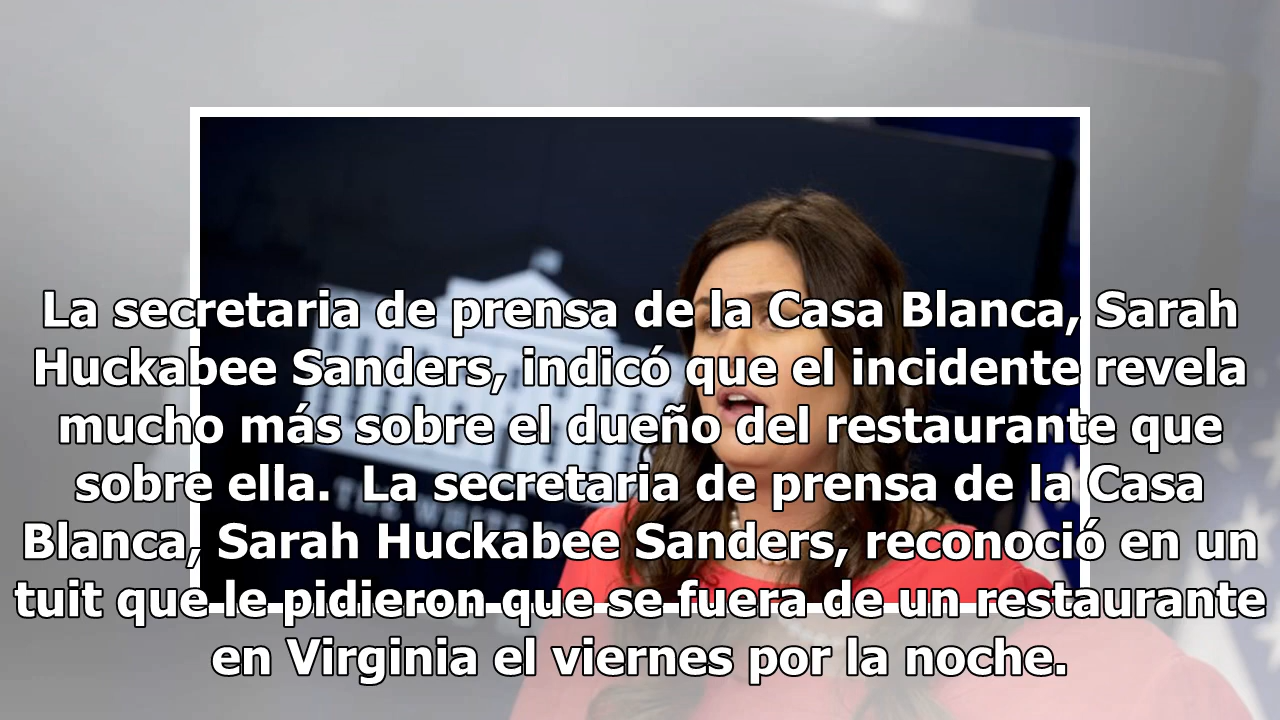 La secretaria de prensa de la Casa Blanca, Sarah
Huckabee Sanders, indicó que el incidente revela
mucho más sobre el dueño del restaurante que
sobre ella.  La secretaria de prensa de la Casa
Blanca, Sarah Huckabee Sanders, reconoció en un
tuit que le pidieron que se fuera de un restaurante
en Virginia el viernes por la noche.